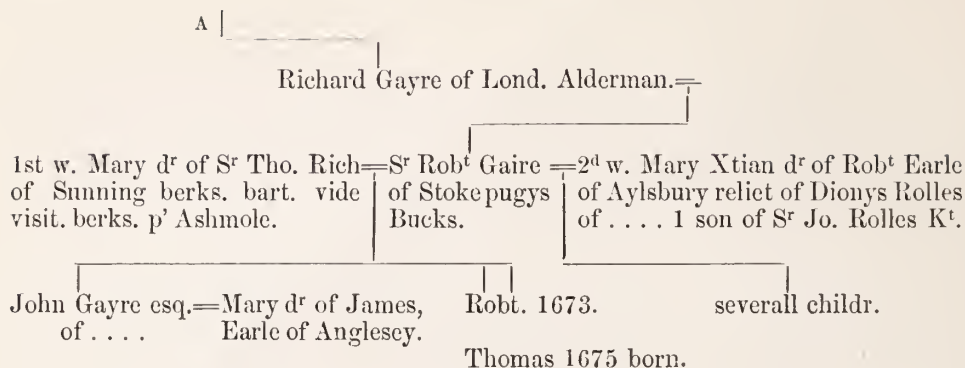 A
Richard Gayre of Lond. Alderman.=
1st w. Mary dʳ of Sʳ Tho. Rich=Sʳ Robᵗ Gaire =2ᵈ w. Mary Xtian dʳ of Robᵗ Earle
of Sunning berks. bart. vide of Stokepugys of Aylsbury relict of Dionys Rolles
visit. berks. p' Ashmole. Bucks. of . . . . 1 son of Sʳ Jo. Rolles Kᵗ.
John Gayre esq.=Mary dʳ of James, Robt. 1673. severall childr.
of . . . . Earle of Anglesey.
Thomas 1675 born.